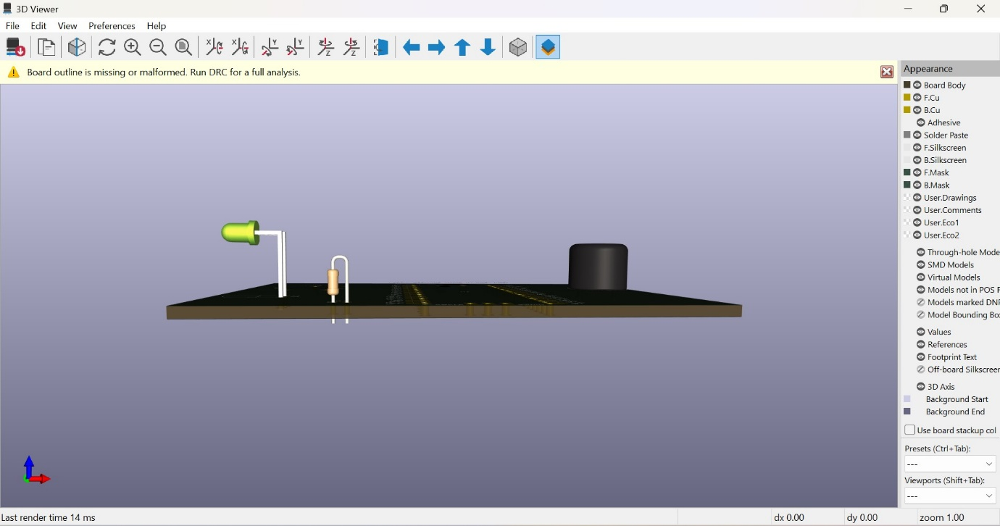 3D Viewer
File Edit View Preferences Help
Board outline is missing or malformed. Run DRC for a full analysis.
Appearance
Board Body
F.Cu
B.Cu
Adhesive
Solder Paste
F.Silkscreen
B.Silkscreen
F.Mask
B.Mask
User.Drawings
User.Comments
User.Eco1
User.Eco2
Through-hole Mode
SMD Models
Virtual Models
Models not in POS F
Models marked DNP
Model Bounding Box
Values
References
Footprint Text
Off-board Silkscreen
3D Axis
Background Start
Background End
Use board stackup col
Presets (Ctrl+Tab):
---
Viewports (Shift+Tab):
---
Last render time 14 ms
dx 0.00 dy 0.00 zoom 1.00